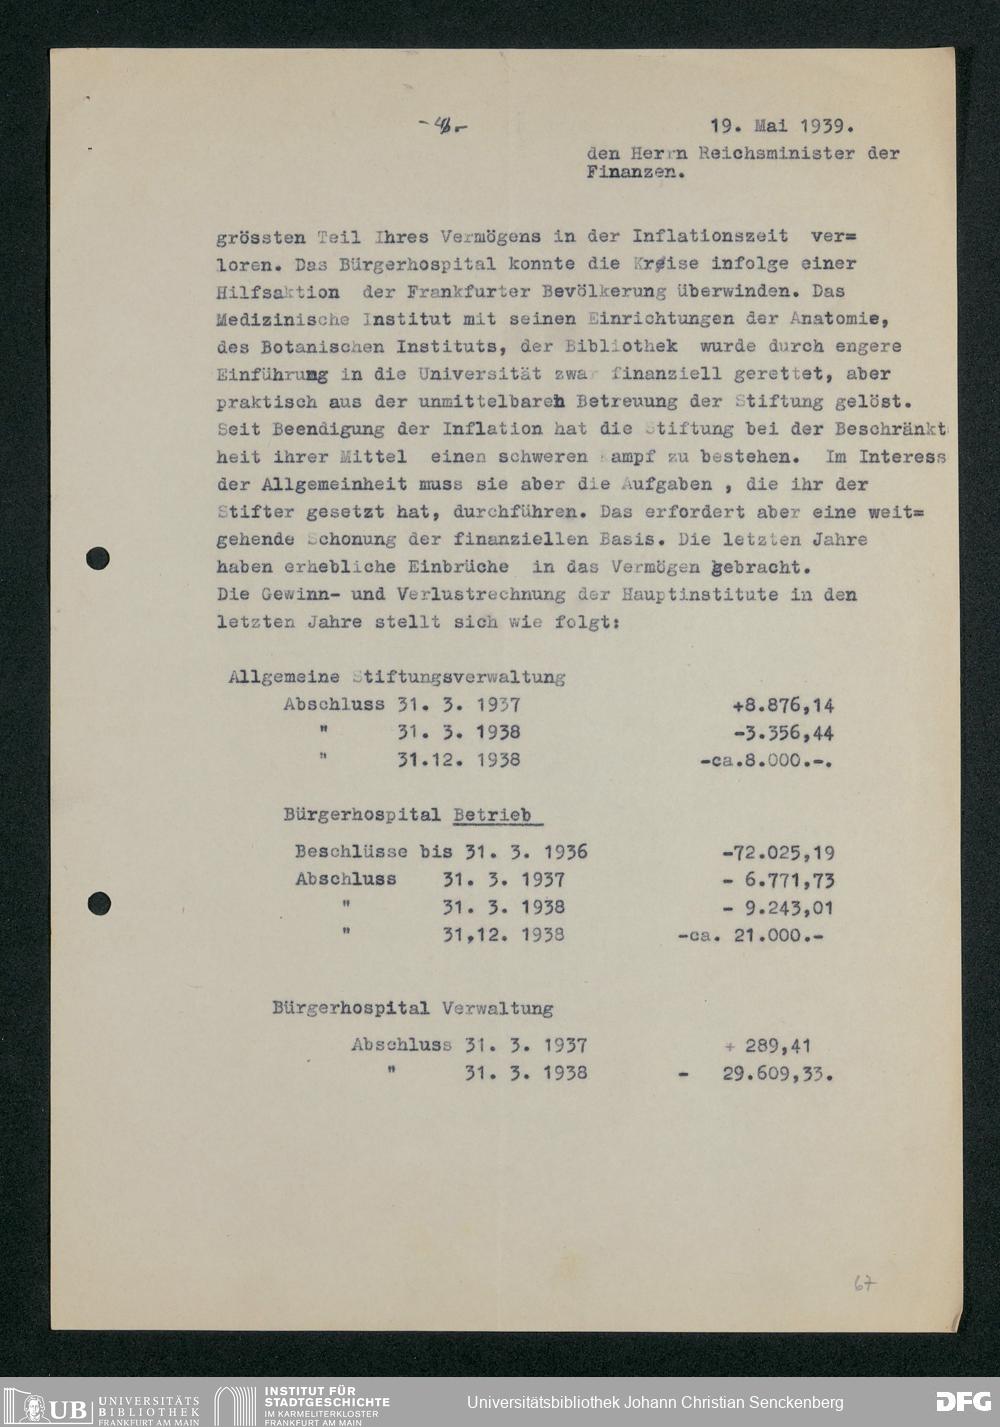 19. Mai 1939.
den Herrn Reichsminister der
Finanzen.
grössten Teil Ihres Vermögens in der Inflationszeit ver=
loren. Das Bürgerhospital konnte die Kreise infolge einer
Hilfsaktion der Frankfurter Bevölkerung überwinden. Das
Medizinische Institut mit seinen Einrichtungen der Anatomie,
des Botanischen Instituts, der Bibliothek wurde durch engere
Einführung in die Universität zwar finanziell gerettet, aber
praktisch aus der unmittelbaren Betreuung der Stiftung gelöst.
Seit Beendigung der Inflation hat die Stiftung bei der Beschränkt
heit ihrer Mittel einen schweren Kampf zu bestehen. Im Interess
der Allgemeinheit muss sie aber die Aufgaben , die ihr der
Stifter gesetzt hat, durchführen. Das erfordert aber eine weit=
gehende Schonung der finanziellen Basis. Die letzten Jahre
haben erhebliche Einbrüche in das Vermögen gebracht.
Die Gewinn- und Verlustrechnung der Hauptinstitute in den
letzten Jahre stellt sich wie folgt:
Allgemeine Stiftungsverwaltung
Abschluss 31. 3. 1937 +8.876,14
" 31. 3. 1938 -3.356,44
" 31.12. 1938 -ca.8.000.-.
Bürgerhospital Betrieb
Beschlüsse bis 31. 3. 1936 -72.025,19
Abschluss 31. 3. 1937 - 6.771,73
" 31. 3. 1938 - 9.243,01
" 31,12. 1938 -ca. 21.000.-
Bürgerhospital Verwaltung
Abschluss 31. 3. 1937 + 289,41
" 31. 3. 1938 - 29.609,33.
67
UB UNIVERSITÄTS
BIBLIOTHEK
FRANKFURT AM MAIN
INSTITUT FÜR
STADTGESCHICHTE
IM KARMELITERKLOSTER
FRANKFURT AM MAIN
Universitätsbibliothek Johann Christian Senckenberg
DFG